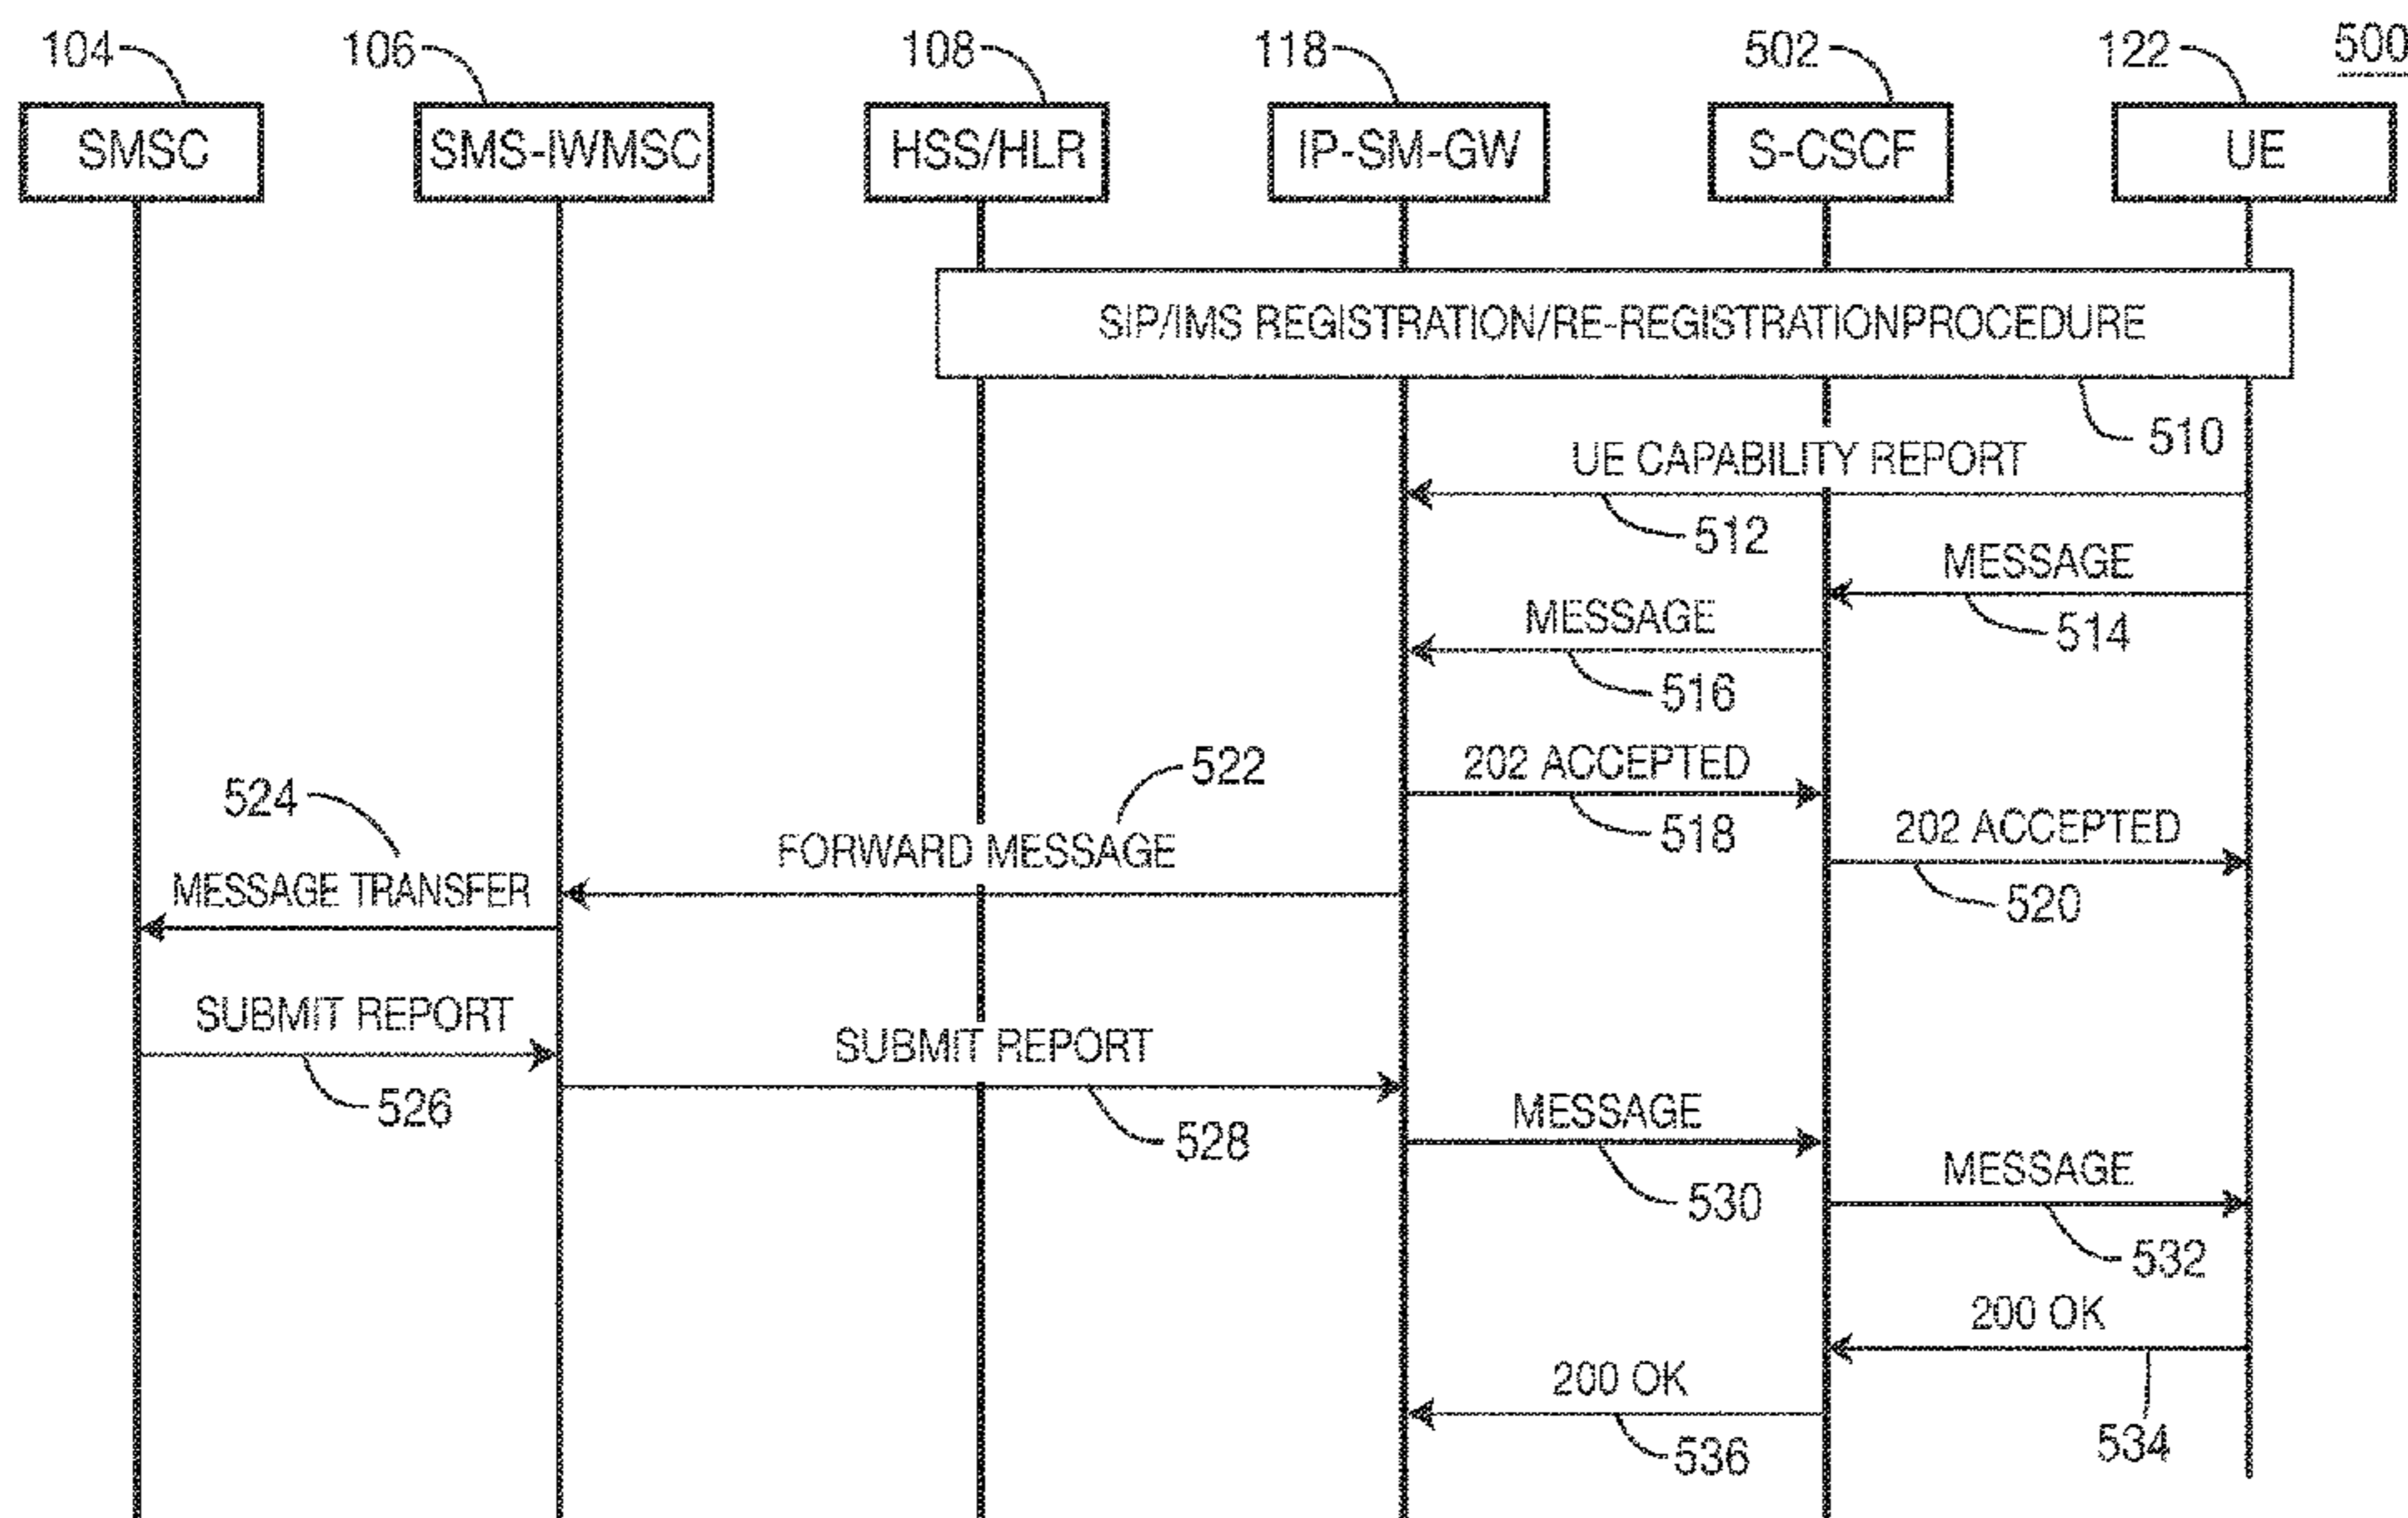 104
106
108
118
502
122
500
SMSC
SMS-IWMSC
HSS/HLR
IP-SM-GW
S-CSCF
UE
SIP/IMS REGISTRATION/RE-REGISTRATIONPROCEDURE
510
UE CAPABILITY REPORT
512
MESSAGE
514
MESSAGE
516
202 ACCEPTED
518
202 ACCEPTED
520
522
FORWARD MESSAGE
524
MESSAGE TRANSFER
SUBMIT REPORT
526
SUBMIT REPORT
528
MESSAGE
530
MESSAGE
532
200 OK
534
200 OK
536